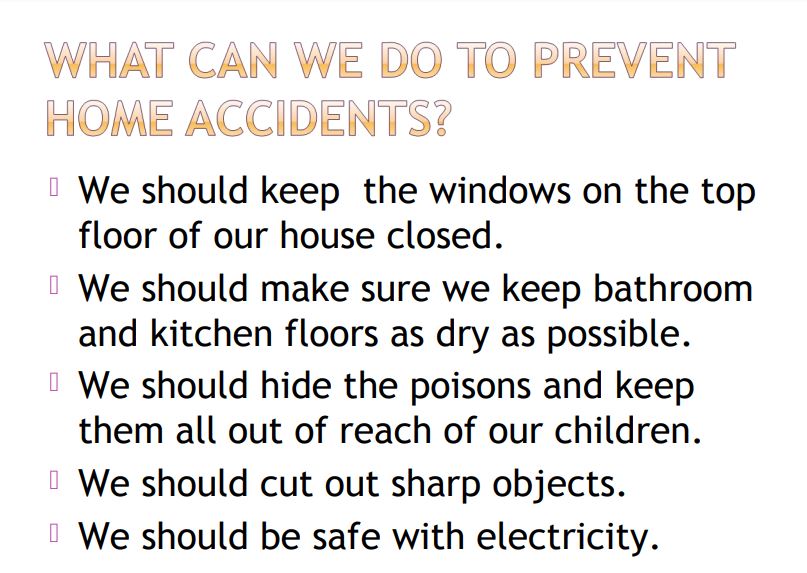 WHAT CAN WE DO TO PREVENT
HOME ACCIDENTS?
We should keep  the windows on the top
floor of our house closed.
We should make sure we keep bathroom
and kitchen floors as dry as possible.
We should hide the poisons and keep
them all out of reach of our children.
We should cut out sharp objects.
We should be safe with electricity.